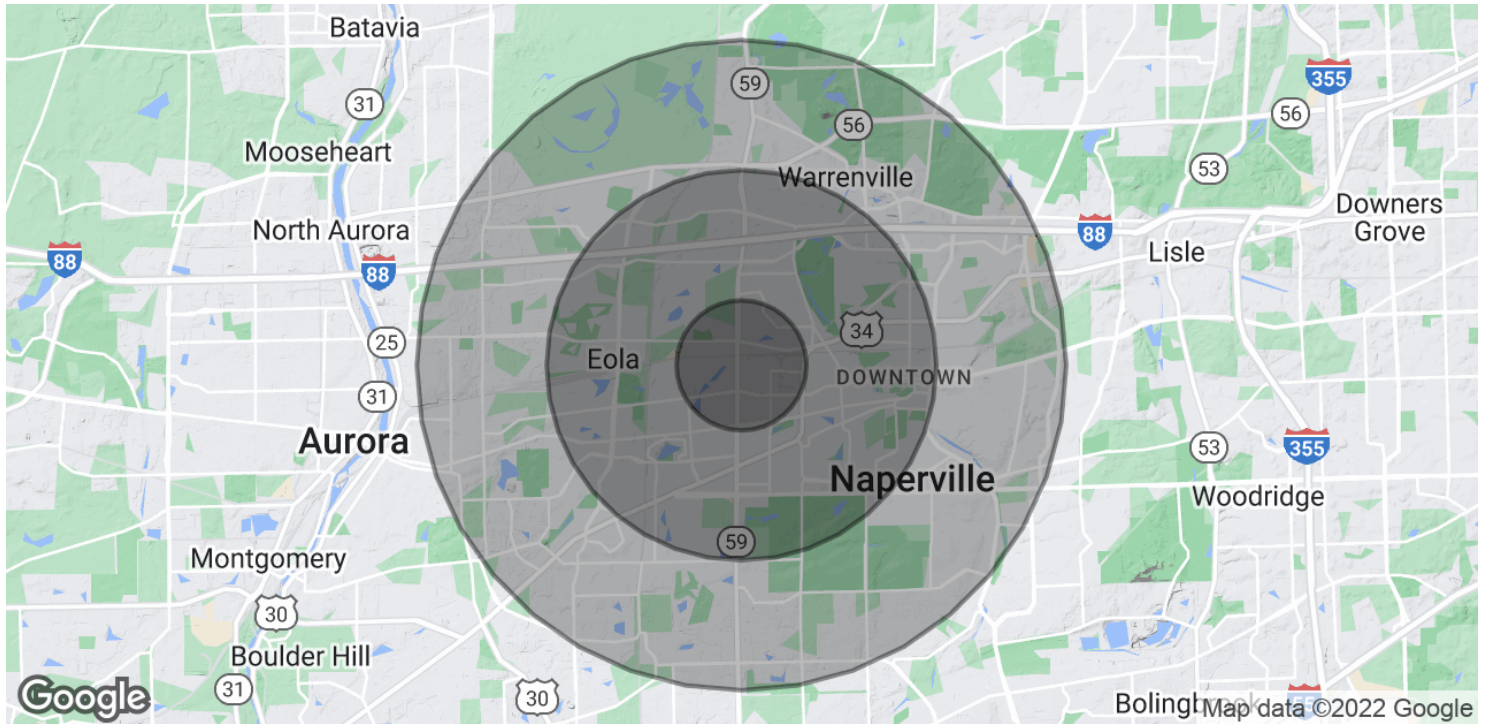 Batavia
355
59
31
56
56
Mooseheart
53
Warrenville
Downers
Grove
North Aurora
88
Lisle
88
88
34
25
Eola
DOWNTOWN
31
Aurora
53
355
Naperville
Woodridge
59
Montgomery
30
Boulder Hill
31
30
Google
Map data ©2022 Google